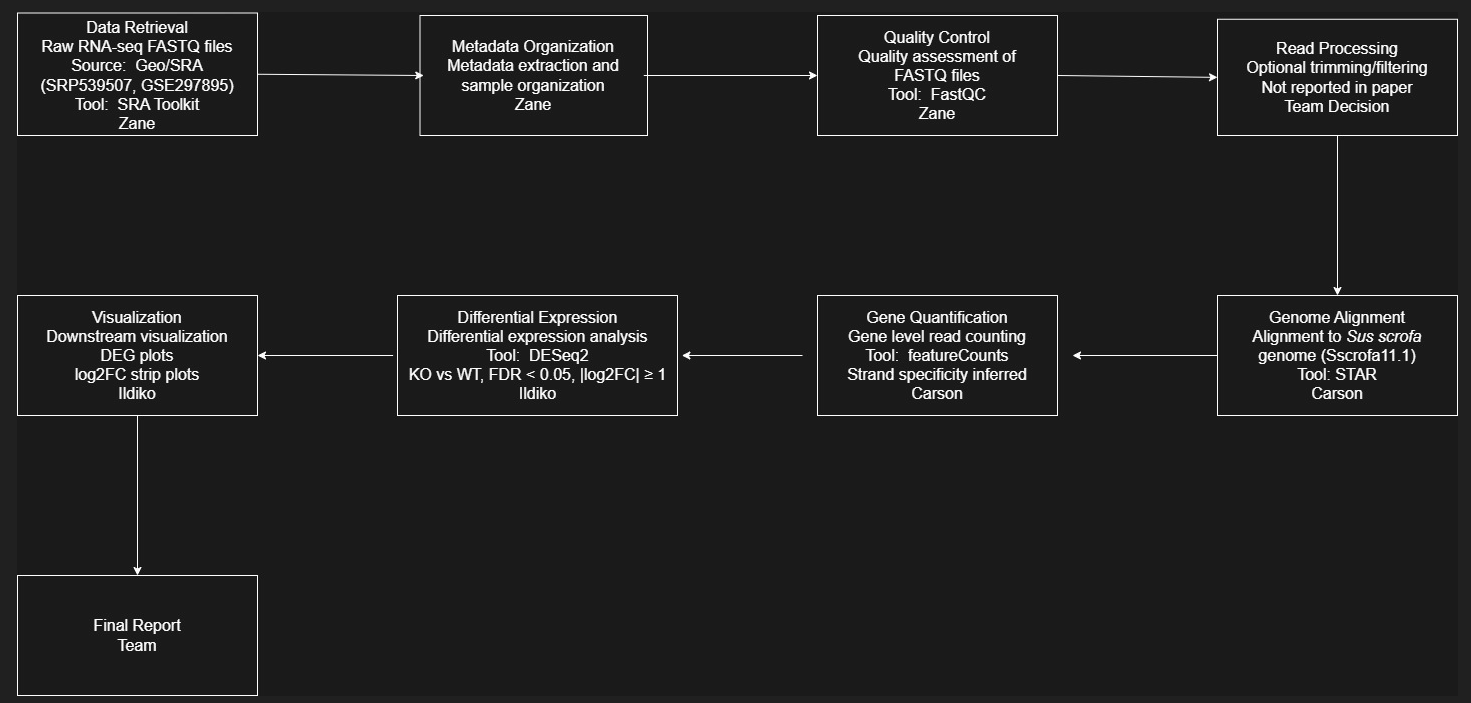 Data Retrieval
Raw RNA-seq FASTQ files
Source: Geo/SRA
(SRP539507, GSE297895)
Tool: SRA Toolkit
Zane
Metadata Organization
Metadata extraction and
sample organization
Zane
Quality Control
Quality assessment of
FASTQ files
Tool: FastQC
Zane
Read Processing
Optional trimming/filtering
Not reported in paper
Team Decision
Genome Alignment
Alignment to Sus scrofa
genome (Sscrofa11.1)
Tool: STAR
Carson
Gene Quantification
Gene level read counting
Tool: featureCounts
Strand specificity inferred
Carson
Differential Expression
Differential expression analysis
Tool: DESeq2
KO vs WT, FDR < 0.05, |log2FC| ≥ 1
Ildiko
Visualization
Downstream visualization
DEG plots
log2FC strip plots
Ildiko
Final Report
Team